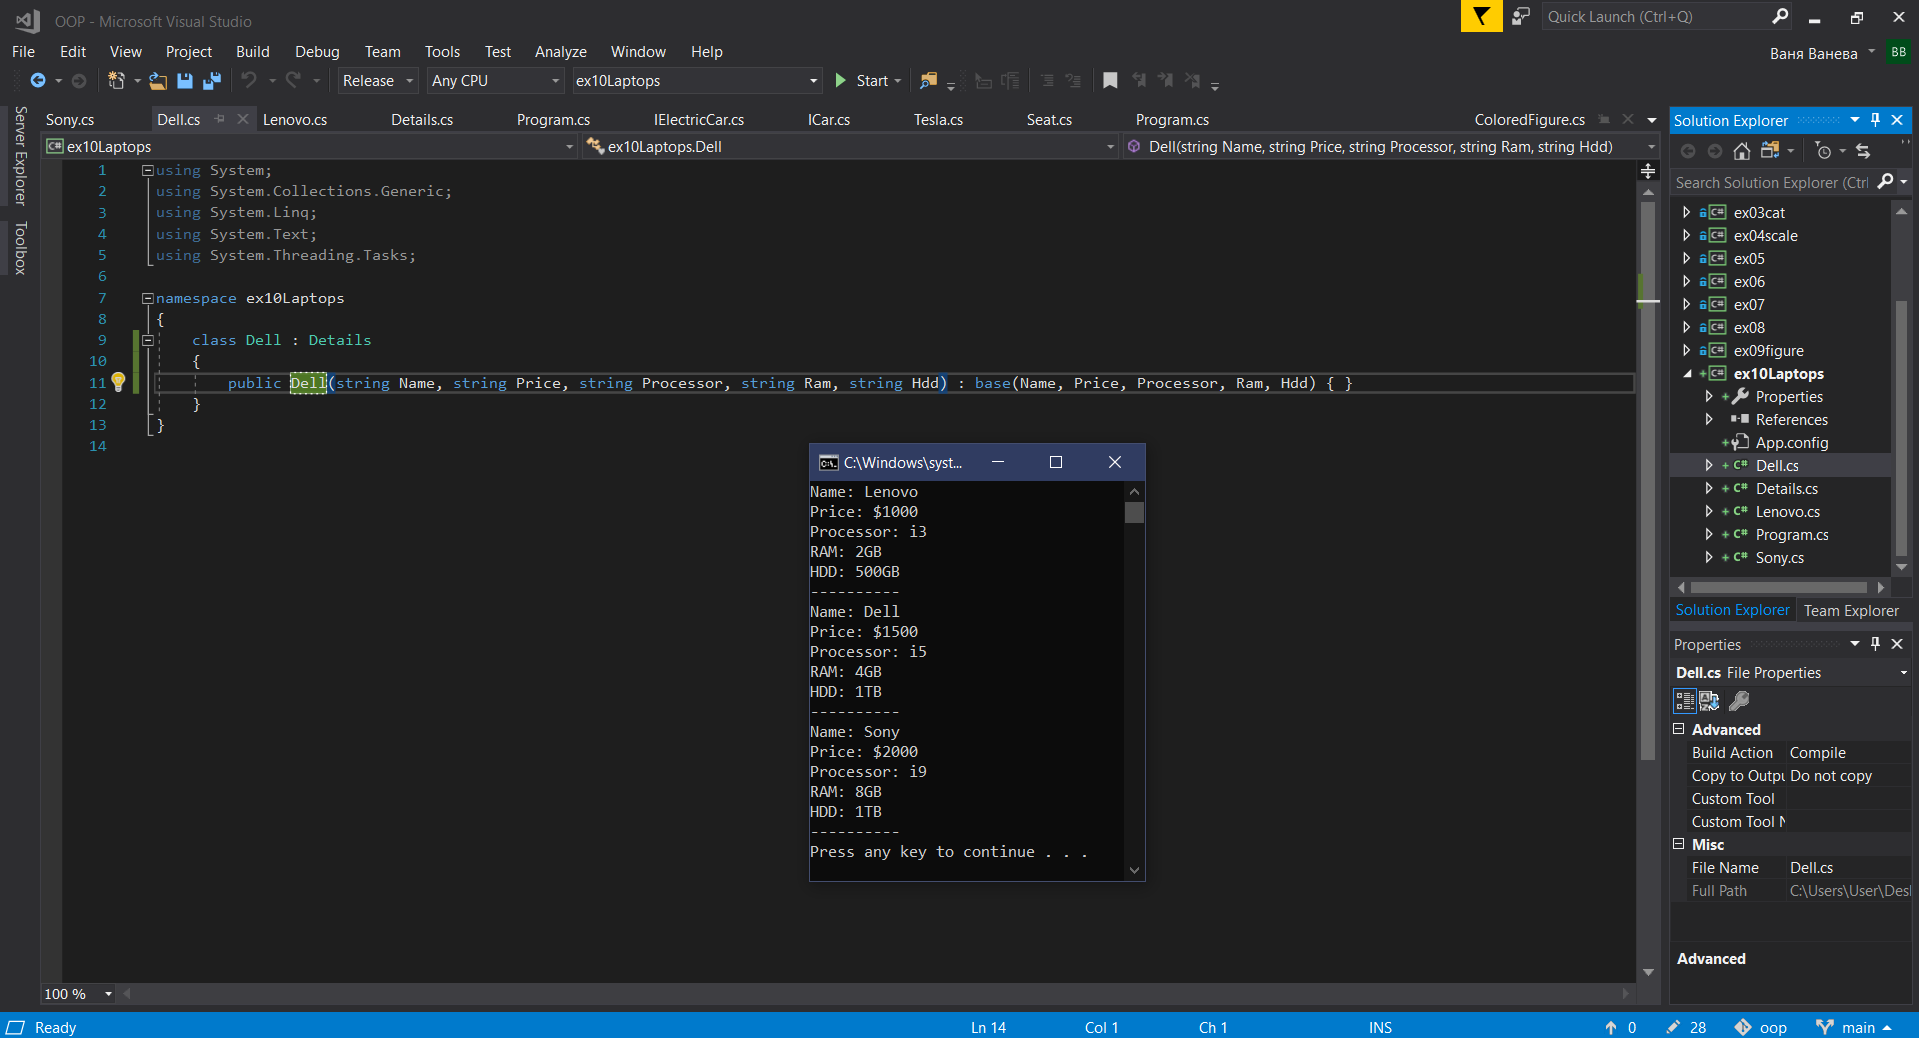 OOP - Microsoft Visual Studio
Quick Launch (Ctrl+Q)
File Edit View Project Build Debug Team Tools Test Analyze Window Help
Ваня Ванева ВВ
Release Any CPU ex10Laptops Start
Server Explorer
Toolbox
Sony.cs Dell.cs Lenovo.cs Details.cs Program.cs IElectricCar.cs ICar.cs Tesla.cs Seat.cs Program.cs ColoredFigure.cs
ex10Laptops ex10Laptops.Dell Dell(string Name, string Price, string Processor, string Ram, string Hdd)
1 using System;
2 using System.Collections.Generic;
3 using System.Linq;
4 using System.Text;
5 using System.Threading.Tasks;
6
7 namespace ex10Laptops
8 {
9 class Dell : Details
10 {
11 public Dell(string Name, string Price, string Processor, string Ram, string Hdd) : base(Name, Price, Processor, Ram, Hdd) { }
12 }
13 }
14
C:\Windows\syst...
Name: Lenovo
Price: $1000
Processor: i3
RAM: 2GB
HDD: 500GB
----------
Name: Dell
Price: $1500
Processor: i5
RAM: 4GB
HDD: 1TB
----------
Name: Sony
Price: $2000
Processor: i9
RAM: 8GB
HDD: 1TB
----------
Press any key to continue . . .
100 %
Solution Explorer
Search Solution Explorer (Ctrl
C# ex03cat
C# ex04scale
C# ex05
C# ex06
C# ex07
C# ex08
C# ex09figure
C# ex10Laptops
Properties
References
App.config
C# Dell.cs
C# Details.cs
C# Lenovo.cs
C# Program.cs
C# Sony.cs
Solution Explorer Team Explorer
Properties
Dell.cs File Properties
Advanced
Build Action Compile
Copy to Outpu Do not copy
Custom Tool
Custom Tool N
Misc
File Name Dell.cs
Full Path C:\Users\User\Des
Advanced
Ready Ln 14 Col 1 Ch 1 INS 0 28 oop main